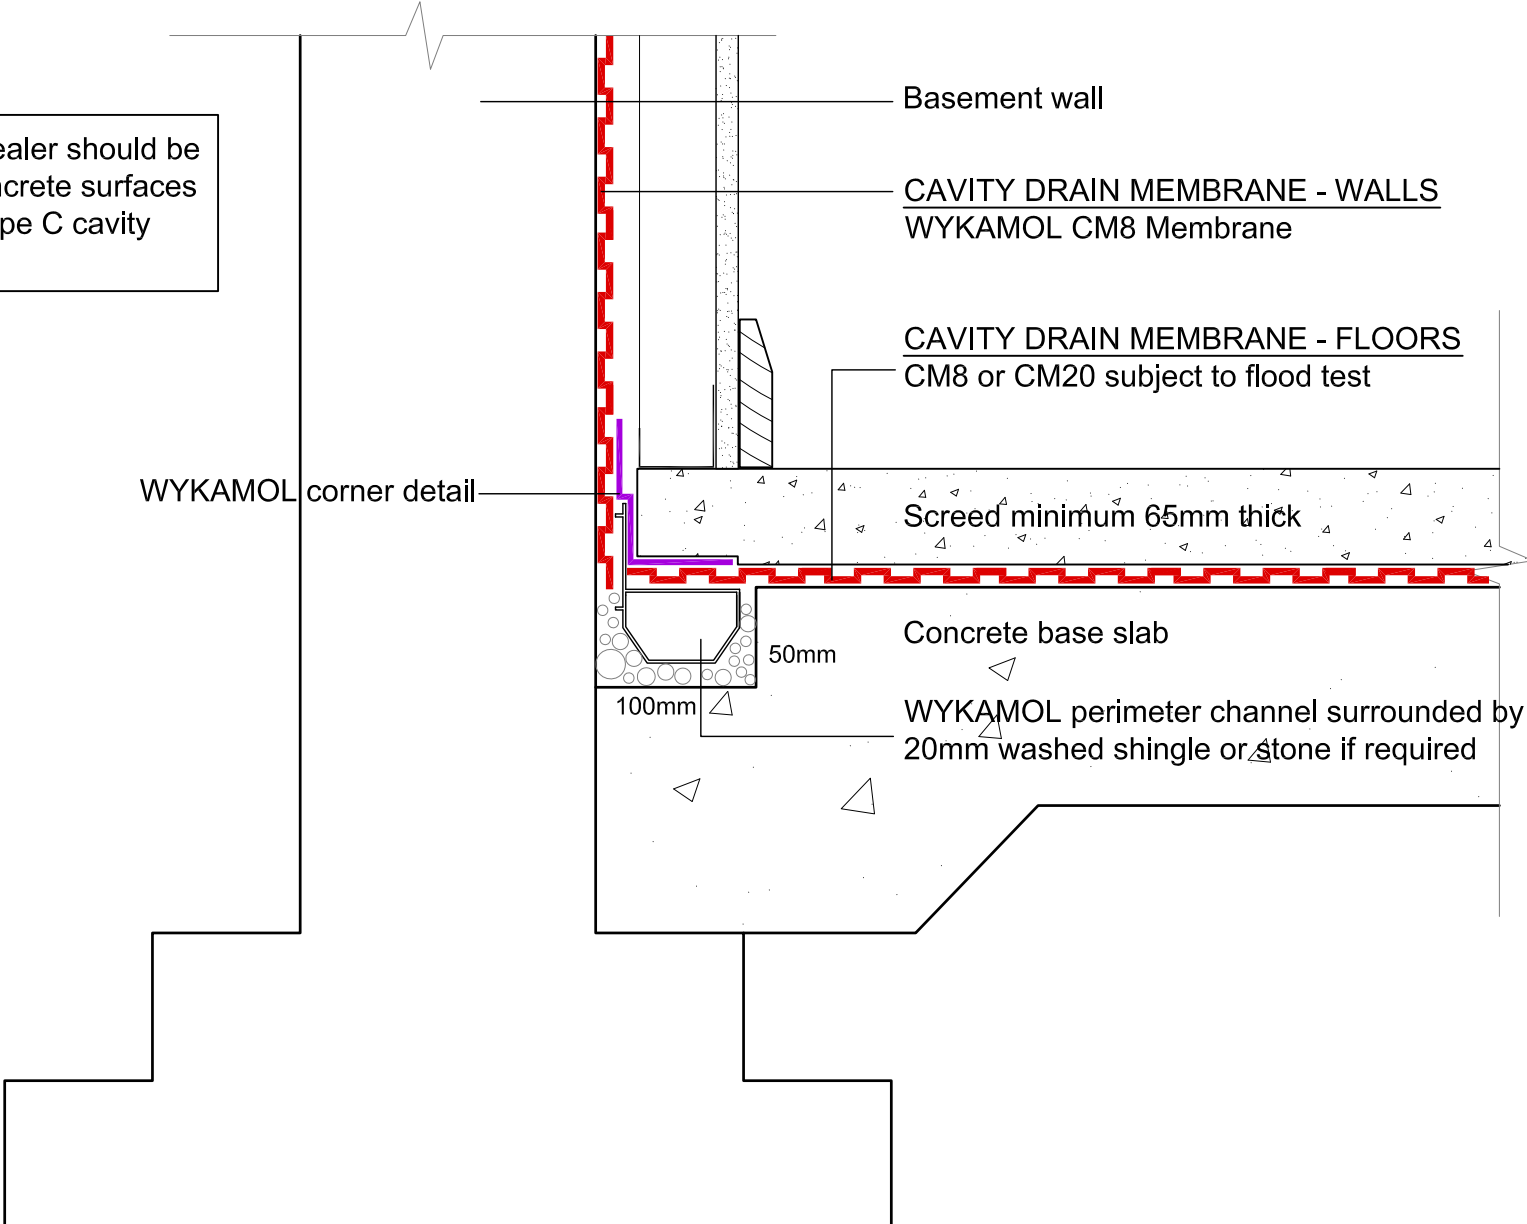 Basement wall
ealer should be
ncrete surfaces
pe C cavity
CAVITY DRAIN MEMBRANE - WALLS
WYKAMOL CM8 Membrane
CAVITY DRAIN MEMBRANE - FLOORS
CM8 or CM20 subject to flood test
WYKAMOL corner detail
Screed minimum 65mm thick
Concrete base slab
50mm
100mm
WYKAMOL perimeter channel surrounded by
20mm washed shingle or stone if required